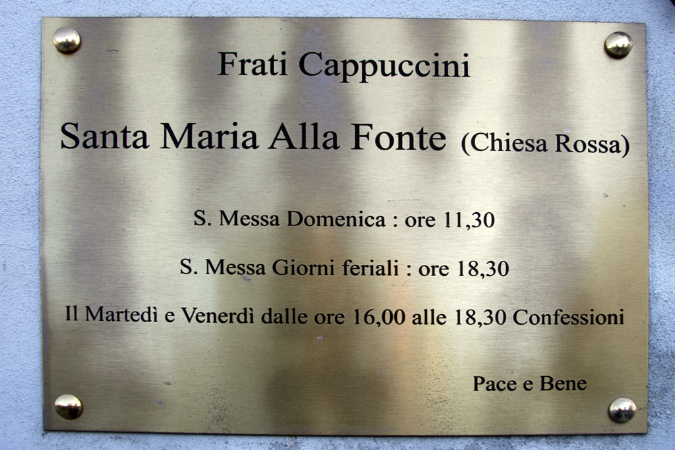 Frati Cappuccini
Santa Maria Alla Fonte (Chiesa Rossa)
S. Messa Domenica : ore 11,30
S. Messa Giorni feriali : ore 18,30
Il Martedì e Venerdì dalle ore 16,00 alle 18,30 Confessioni
Pace e Bene